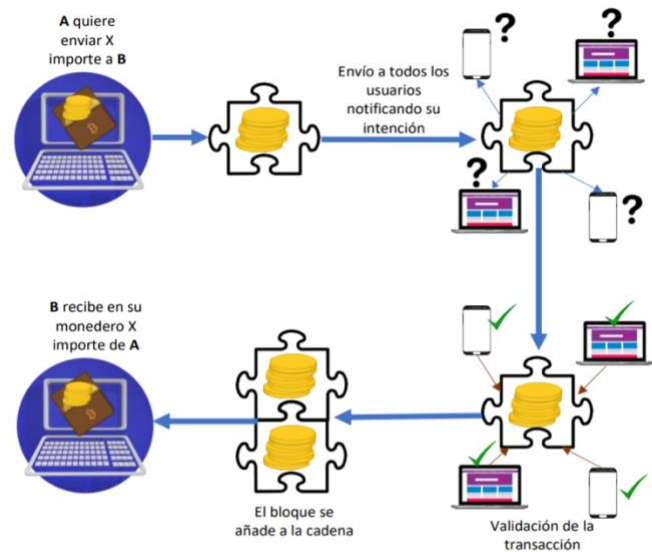 A quiere
enviar X
importe a B
Envío a todos los
usuarios
notificando su
intención
?
?
?
?
B recibe en su
monedero X
importe de A
El bloque se
añade a la cadena
Validación de la
transacción